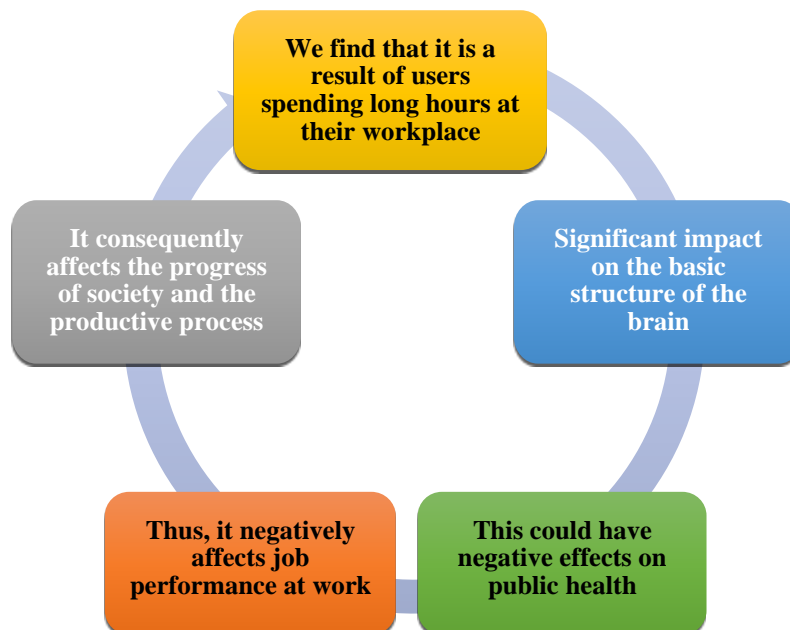 We find that it is a
result of users
spending long hours at
their workplace
Significant impact
on the basic
structure of the
brain
This could have
negative effects on
public health
Thus, it negatively
affects job
performance at work
It consequently
affects the progress
of society and the
productive process